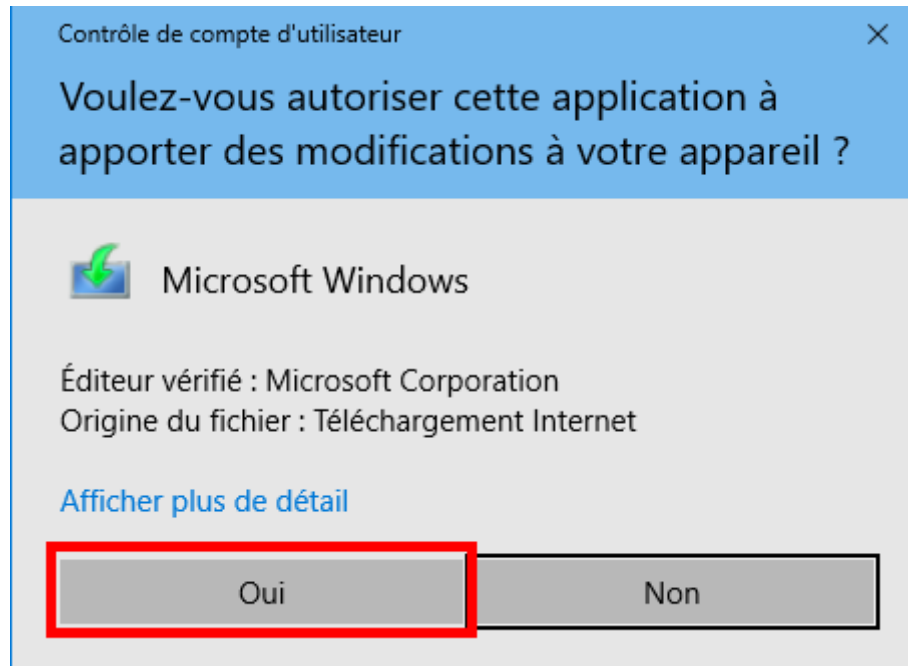 Contrôle de compte d'utilisateur
Voulez-vous autoriser cette application à
apporter des modifications à votre appareil ?
Microsoft Windows
Éditeur vérifié : Microsoft Corporation
Origine du fichier : Téléchargement Internet
Afficher plus de détail
Oui
Non